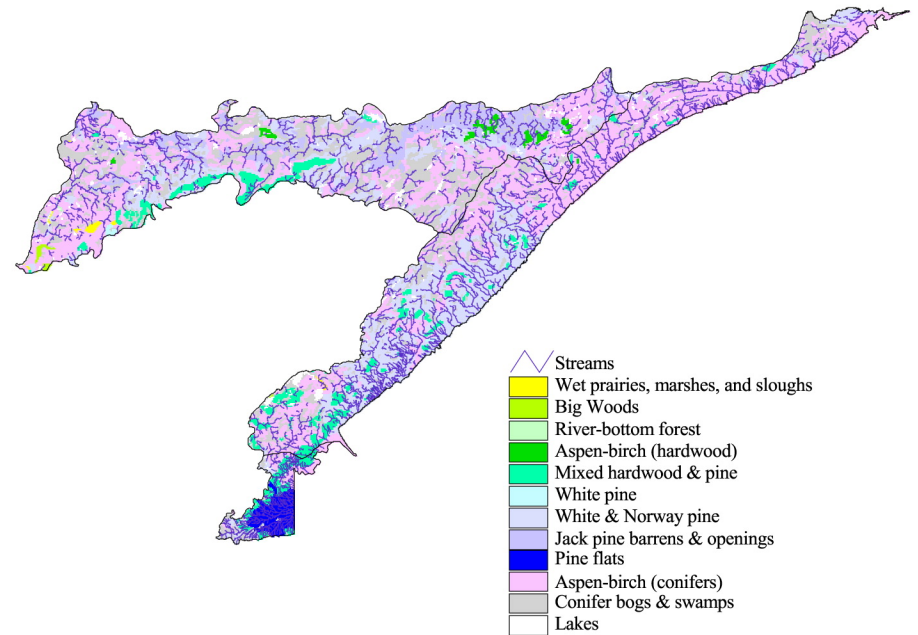 Streams
Wet prairies, marshes, and sloughs
Big Woods
River-bottom forest
Aspen-birch (hardwood)
Mixed hardwood & pine
White pine
White & Norway pine
Jack pine barrens & openings
Pine flats
Aspen-birch (conifers)
Conifer bogs & swamps
Lakes